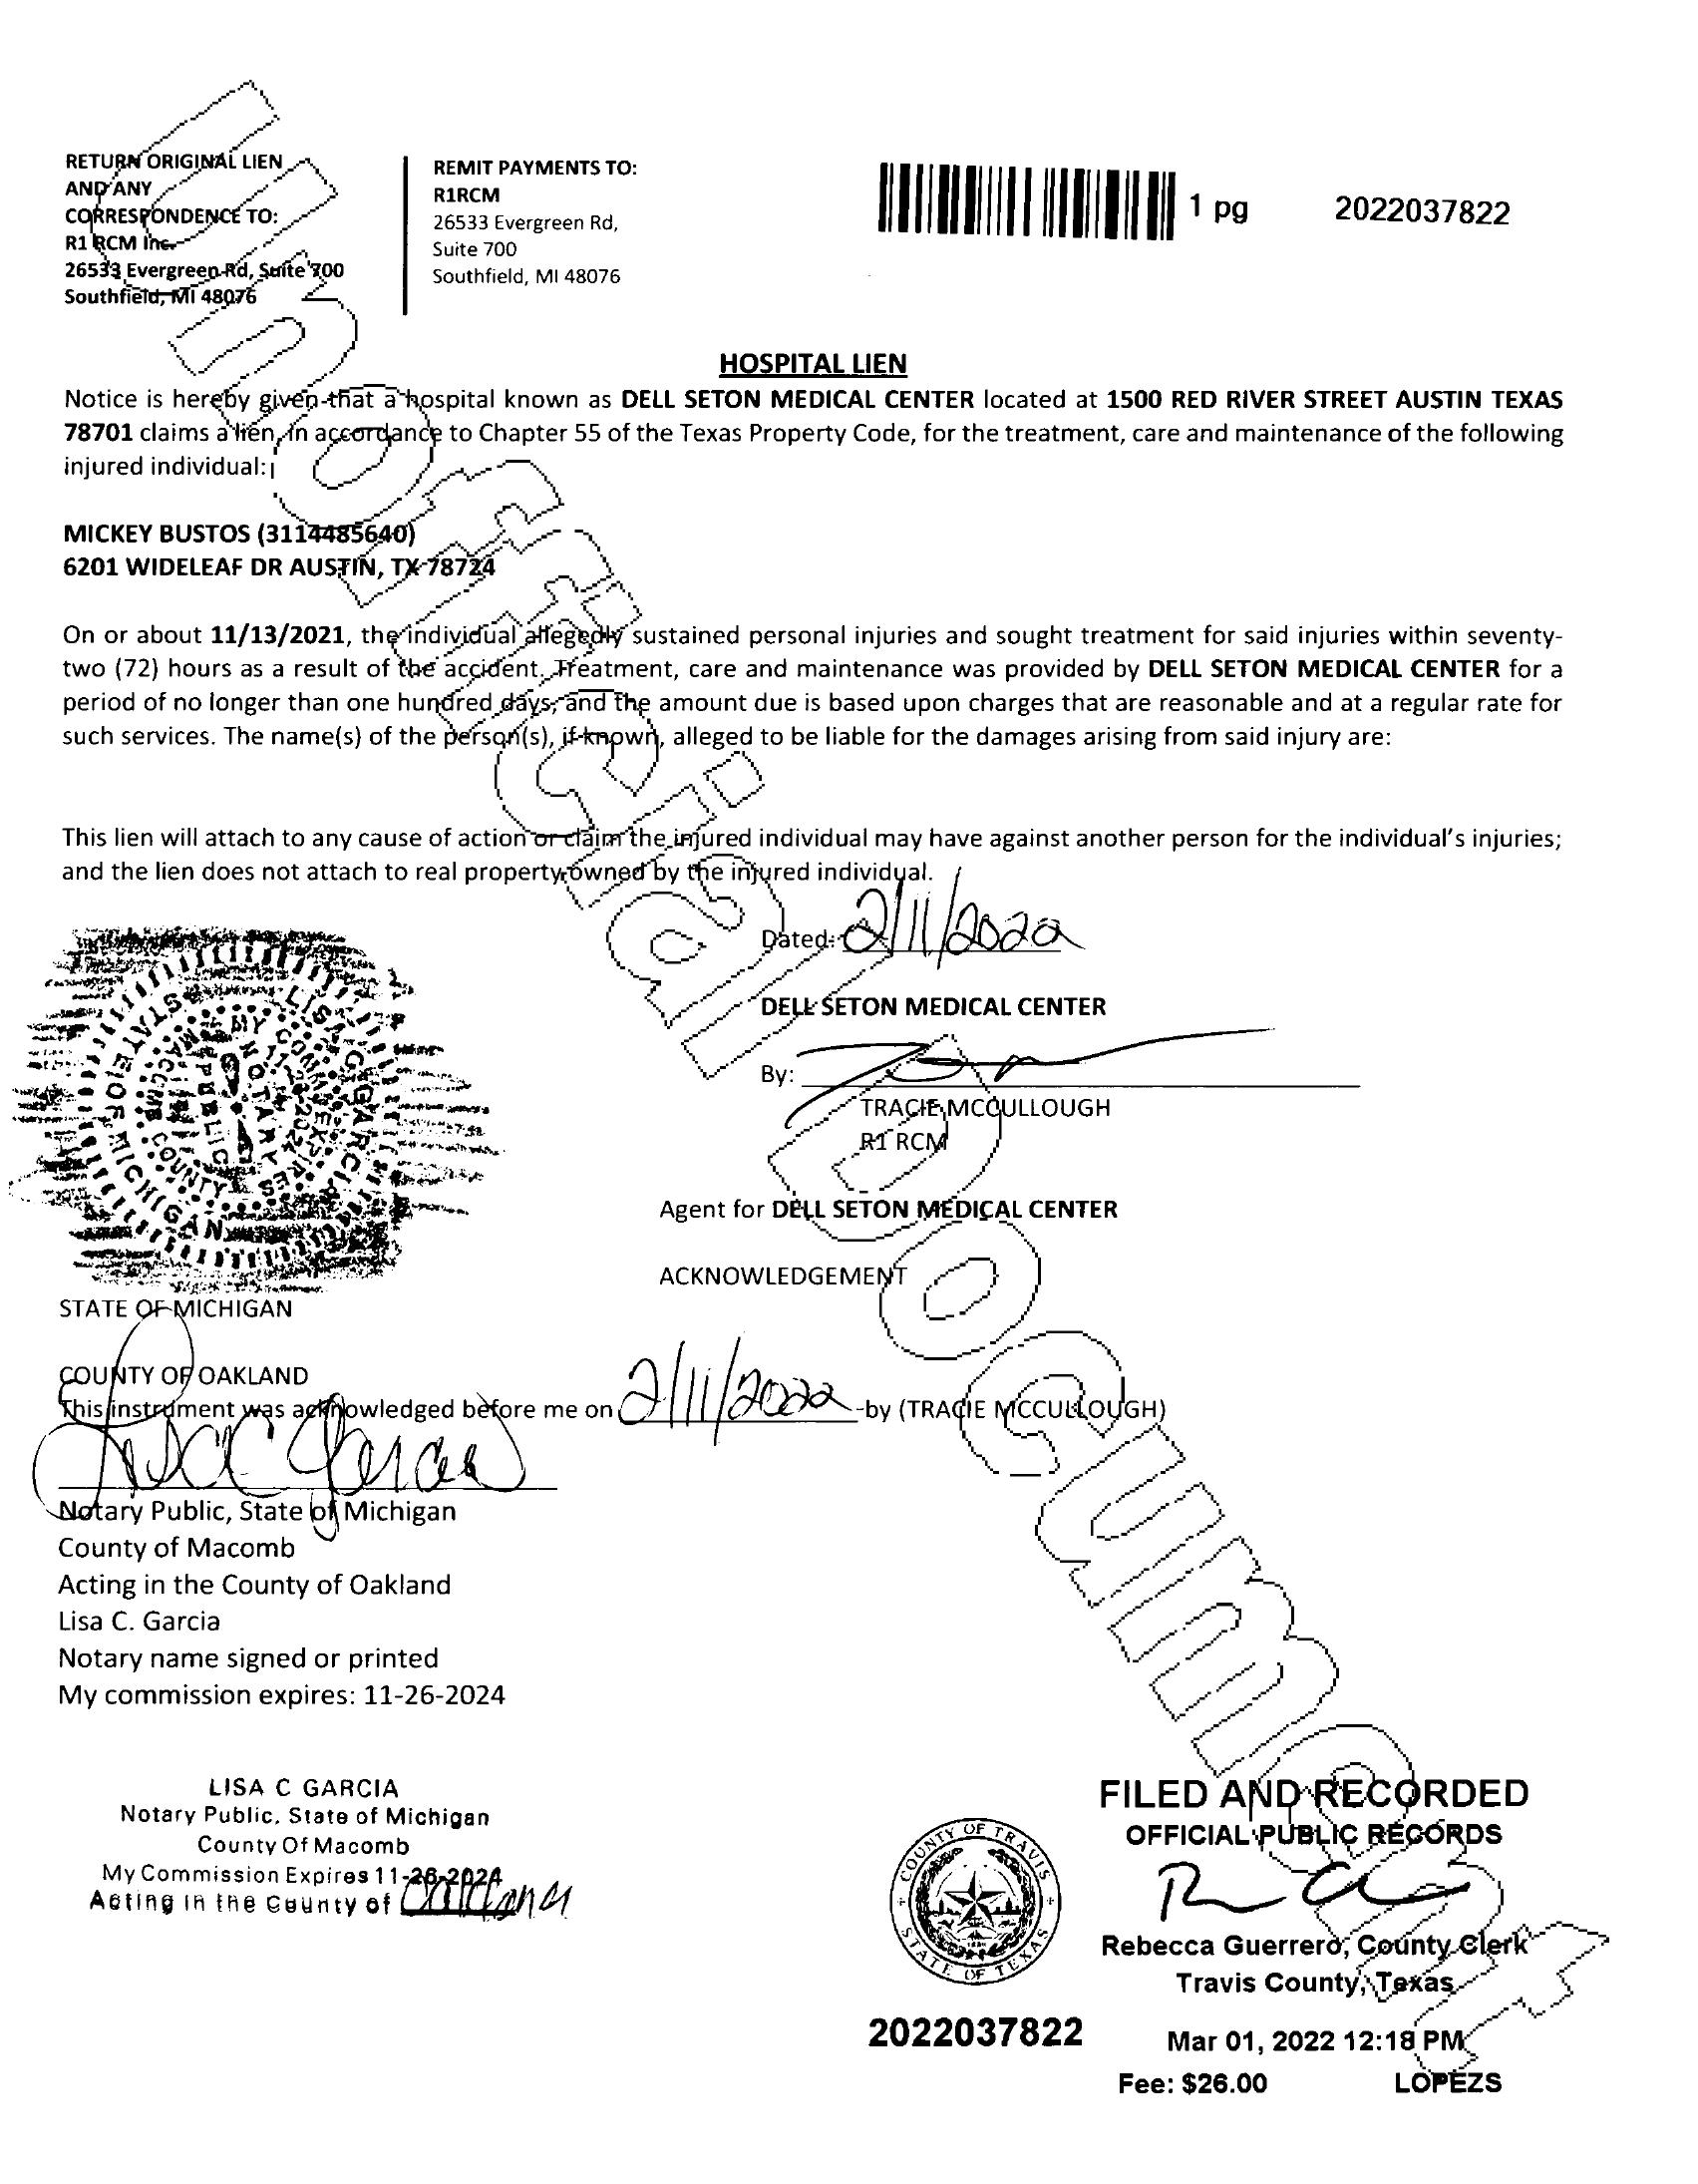 RETURN ORIGINAL LIEN
AND ANY
CORRESPONDENCE TO:
R1 RCM Inc.
26533 Evergreen Rd, Suite 700
Southfield, MI 48076
REMIT PAYMENTS TO:
R1RCM
26533 Evergreen Rd,
Suite 700
Southfield, MI 48076
1 pg 2022037822
HOSPITAL LIEN
Notice is hereby given that a hospital known as DELL SETON MEDICAL CENTER located at 1500 RED RIVER STREET AUSTIN TEXAS
78701 claims a lien, in accordance to Chapter 55 of the Texas Property Code, for the treatment, care and maintenance of the following
injured individual:
MICKEY BUSTOS (3114485640)
6201 WIDELEAF DR AUSTIN, TX 78724
On or about 11/13/2021, the individual allegedly sustained personal injuries and sought treatment for said injuries within seventy-
two (72) hours as a result of the accident. Treatment, care and maintenance was provided by DELL SETON MEDICAL CENTER for a
period of no longer than one hundred days, and the amount due is based upon charges that are reasonable and at a regular rate for
such services. The name(s) of the person(s), if known, alleged to be liable for the damages arising from said injury are:
This lien will attach to any cause of action or claim the injured individual may have against another person for the individual's injuries;
and the lien does not attach to real property owned by the injured individual.
Dated: 2/11/2022
DELL SETON MEDICAL CENTER
By:
TRACIE MCCULLOUGH
R1 RCM
Agent for DELL SETON MEDICAL CENTER
ACKNOWLEDGEMENT
LISA C GARCIA
STATE OF MICHIGAN
NOTARY PUBLIC
MACOMB COUNTY
STATE OF MICHIGAN
COUNTY OF OAKLAND
This instrument was acknowledged before me on 2/11/2022 by (TRACIE MCCULLOUGH)
Lisa C Garcia
Notary Public, State of Michigan
County of Macomb
Acting in the County of Oakland
Lisa C. Garcia
Notary name signed or printed
My commission expires: 11-26-2024
LISA C GARCIA
Notary Public, State of Michigan
County Of Macomb
My Commission Expires 11-26-2024
Acting in the County of Oakland
FILED AND RECORDED
OFFICIAL PUBLIC RECORDS
Rebecca Guerrero, County Clerk
Travis County, Texas
COUNTY OF TRAVIS
STATE OF TEXAS
2022037822
Mar 01, 2022 12:18 PM
Fee: $26.00 LOPEZS
Unofficial Document